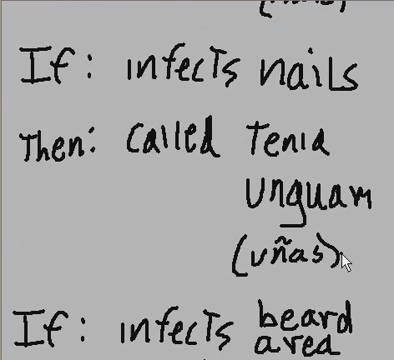 If: infects nails
Then: called Tenia
Unguam
(uñas)
If: infects beard
area